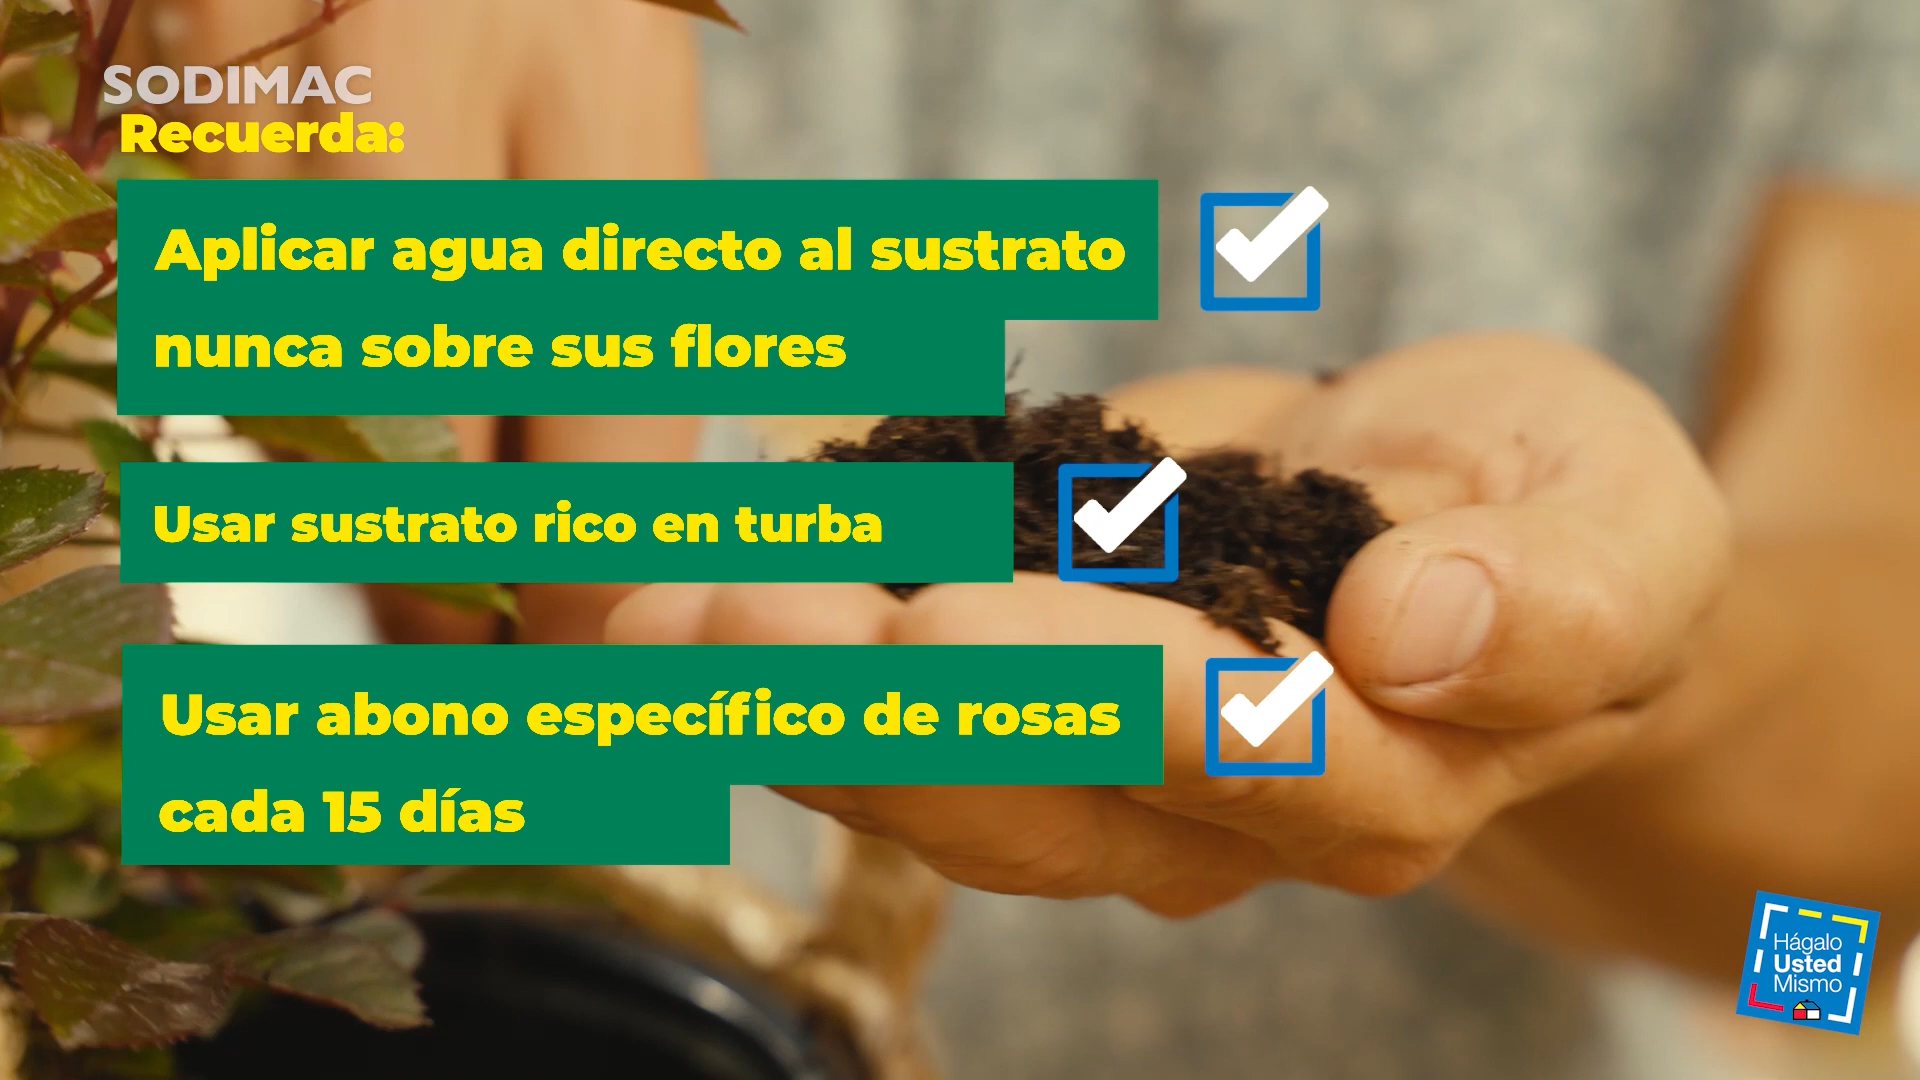 SODIMAC
Recuerda:
Aplicar agua directo al sustrato
nunca sobre sus flores
Usar sustrato rico en turba
Usar abono específico de rosas
cada 15 días
Hágalo
Usted
Mismo